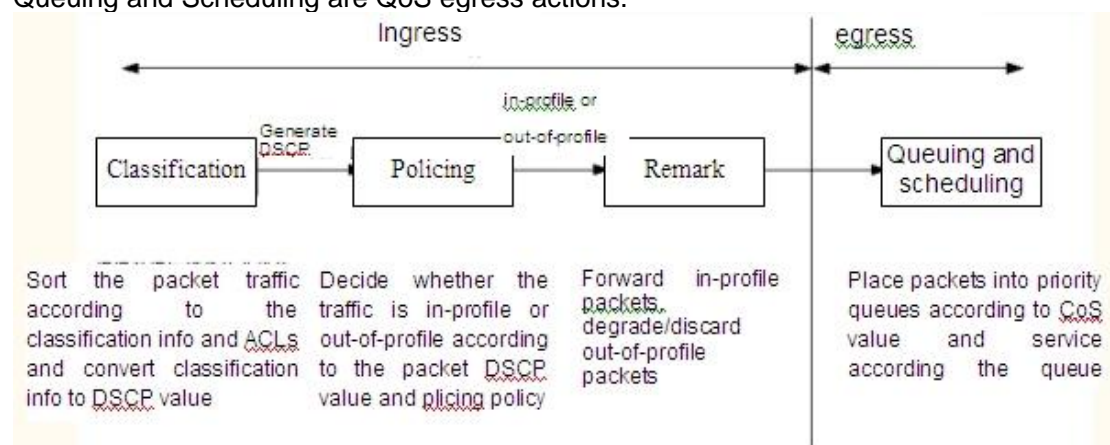 Queuing and Scheduling are QoS egress actions.
Ingress
egress
in-profile or
out-of-profile
Generate
DSCP
Classification
Policing
Remark
Queuing and
scheduling
Sort the packet traffic
according to the
classification info and ACLs
and convert classification
info to DSCP value
Decide whether the
traffic is in-profile or
out-of-profile according
to the packet DSCP
value and plicing policy
Forward in-profile
packets,
degrade/discard
out-of-profile
packets
Place packets into priority
queues according to CoS
value and service
according the queue